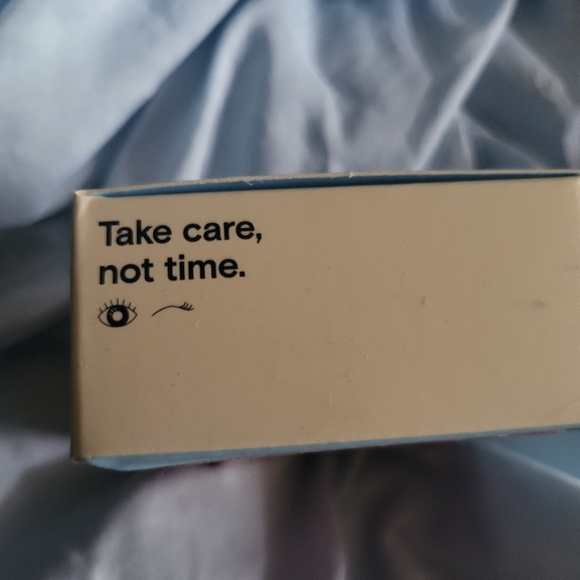 Take care,
not time.